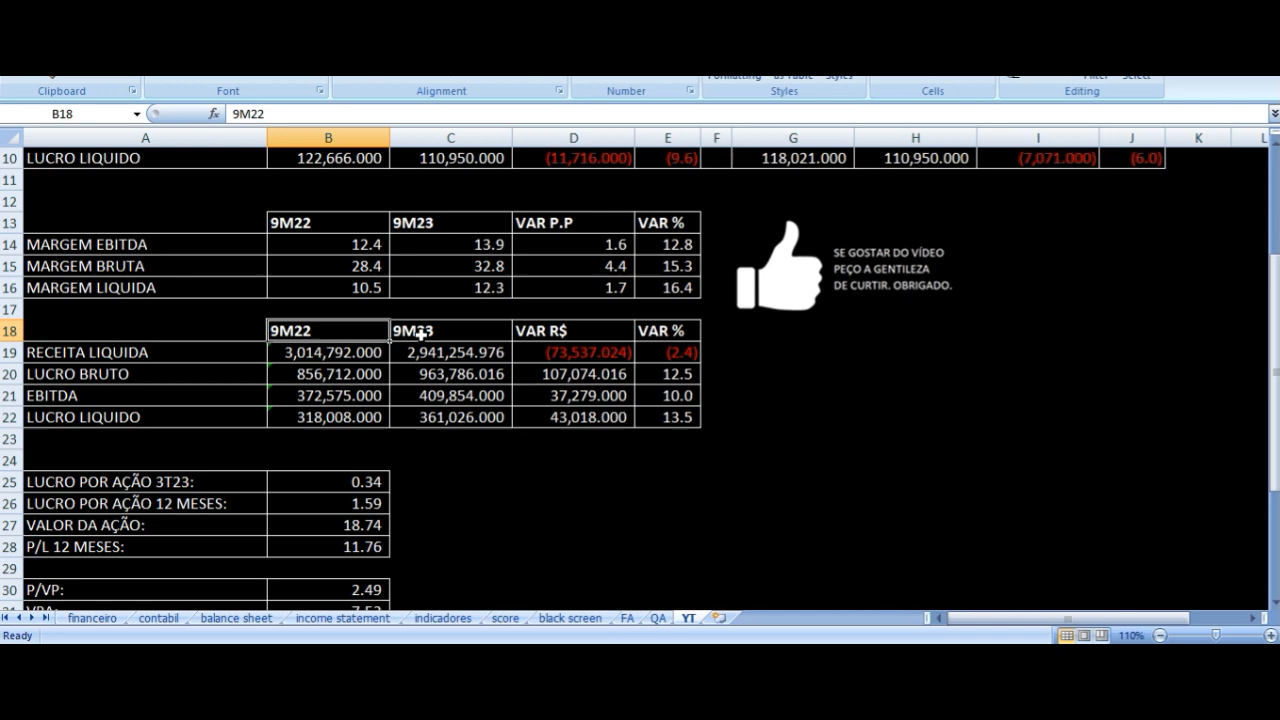 Formatting as Table Styles Filter Select
Clipboard Font Alignment Number Styles Cells Editing
B18 fx 9M22
A B C D E F G H I J K L
10 LUCRO LIQUIDO 122,666.000 110,950.000 (11,716.000) (9.6) 118,021.000 110,950.000 (7,071.000) (6.0)
11
12
13 9M22 9M23 VAR P.P VAR %
14 MARGEM EBITDA 12.4 13.9 1.6 12.8
15 MARGEM BRUTA 28.4 32.8 4.4 15.3
16 MARGEM LIQUIDA 10.5 12.3 1.7 16.4
SE GOSTAR DO VÍDEO
PEÇO A GENTILEZA
DE CURTIR. OBRIGADO.
17
18 9M22 9M23 VAR R$ VAR %
19 RECEITA LIQUIDA 3,014,792.000 2,941,254.976 (73,537.024) (2.4)
20 LUCRO BRUTO 856,712.000 963,786.016 107,074.016 12.5
21 EBITDA 372,575.000 409,854.000 37,279.000 10.0
22 LUCRO LIQUIDO 318,008.000 361,026.000 43,018.000 13.5
23
24
25 LUCRO POR AÇÃO 3T23: 0.34
26 LUCRO POR AÇÃO 12 MESES: 1.59
27 VALOR DA AÇÃO: 18.74
28 P/L 12 MESES: 11.76
29
30 P/VP: 2.49
31 VPA: 7.53
financeiro contabil balance sheet income statement indicadores score black screen FA QA YT
Ready 110%